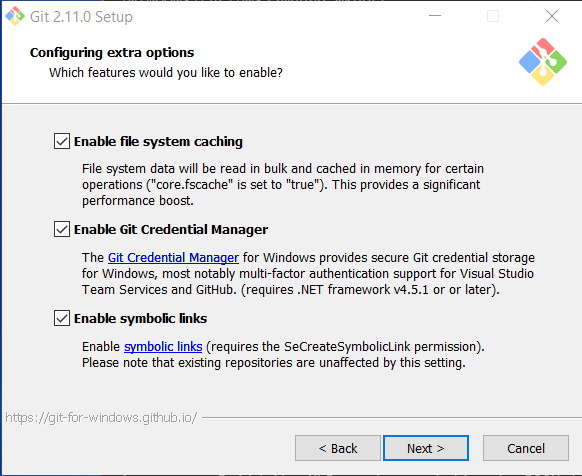 Git 2.11.0 Setup
Configuring extra options
Which features would you like to enable?
Enable file system caching
File system data will be read in bulk and cached in memory for certain
operations ("core.fscache" is set to "true"). This provides a significant
performance boost.
Enable Git Credential Manager
The Git Credential Manager for Windows provides secure Git credential storage
for Windows, most notably multi-factor authentication support for Visual Studio
Team Services and GitHub. (requires .NET framework v4.5.1 or or later).
Enable symbolic links
Enable symbolic links (requires the SeCreateSymbolicLink permission).
Please note that existing repositories are unaffected by this setting.
https://git-for-windows.github.io/
< Back
Next >
Cancel